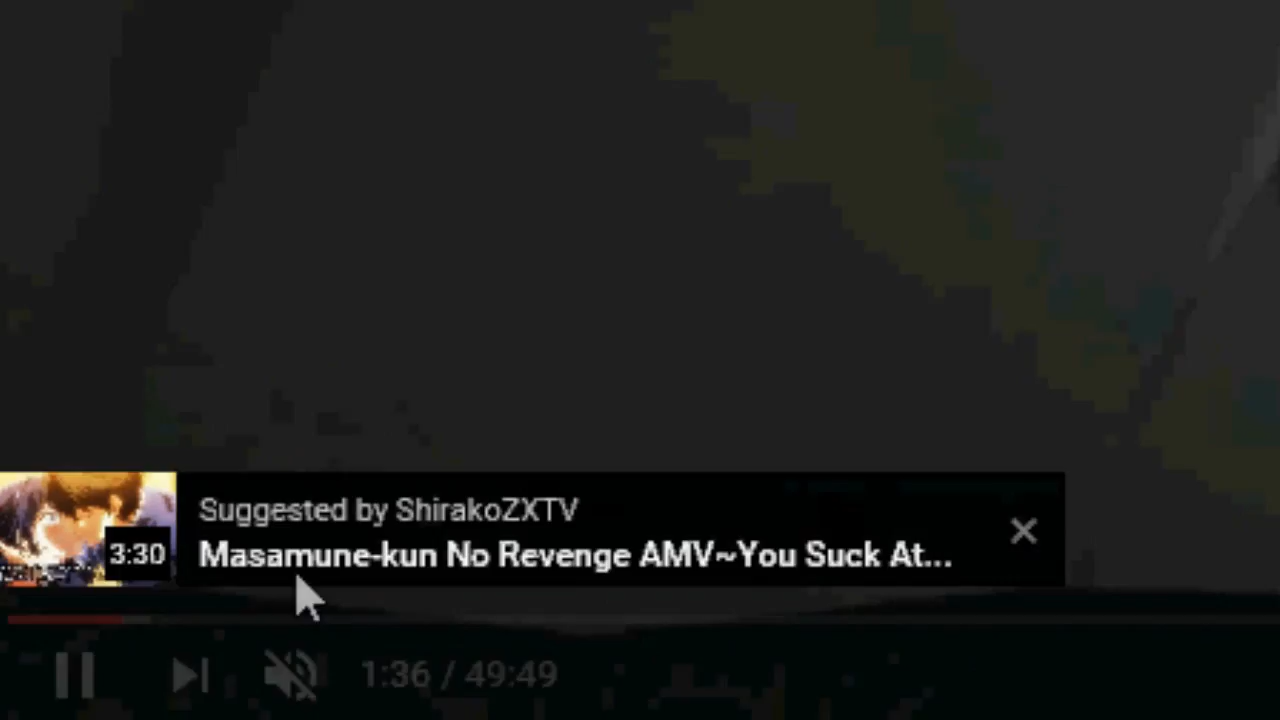 Suggested by ShirakoZXTV
3:30
Masamune-kun No Revenge AMV~You Suck At...
1:36 / 49:49